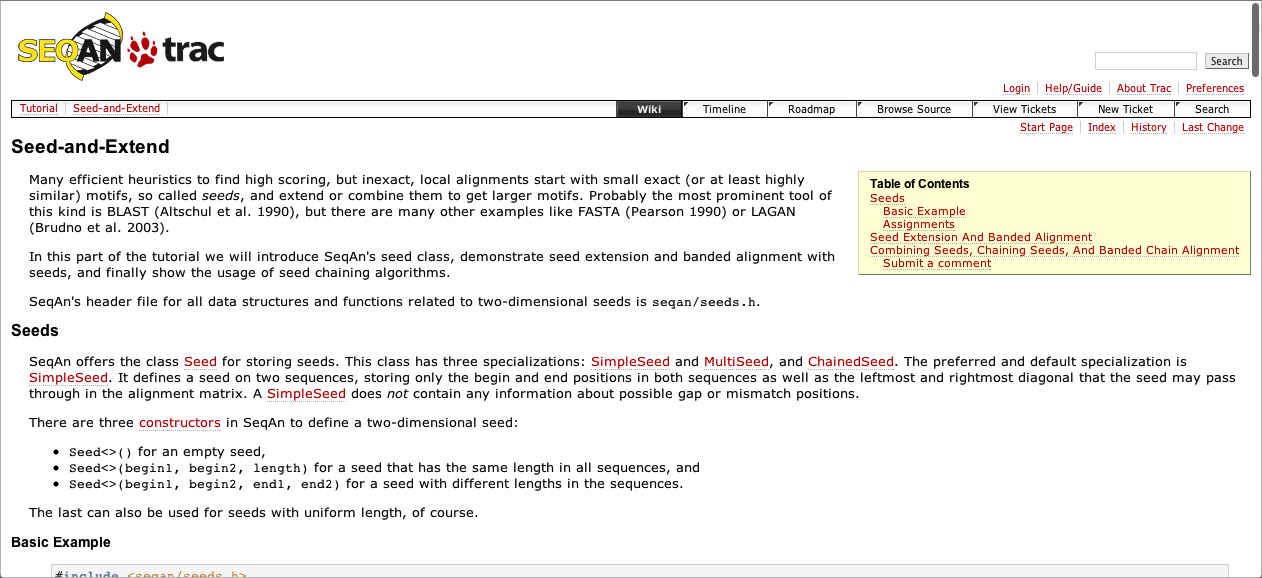 SEQAN trac
Search
Login Help/Guide About Trac Preferences
Tutorial Seed-and-Extend Wiki Timeline Roadmap Browse Source View Tickets New Ticket Search
Start Page Index History Last Change
Seed-and-Extend
Many efficient heuristics to find high scoring, but inexact, local alignments start with small exact (or at least highly
similar) motifs, so called seeds, and extend or combine them to get larger motifs. Probably the most prominent tool of
this kind is BLAST (Altschul et al. 1990), but there are many other examples like FASTA (Pearson 1990) or LAGAN
(Brudno et al. 2003).
In this part of the tutorial we will introduce SeqAn's seed class, demonstrate seed extension and banded alignment with
seeds, and finally show the usage of seed chaining algorithms.
SeqAn's header file for all data structures and functions related to two-dimensional seeds is seqan/seeds.h.
Table of Contents
Seeds
Basic Example
Assignments
Seed Extension And Banded Alignment
Combining Seeds, Chaining Seeds, And Banded Chain Alignment
Submit a comment
Seeds
SeqAn offers the class Seed for storing seeds. This class has three specializations: SimpleSeed and MultiSeed, and ChainedSeed. The preferred and default specialization is
SimpleSeed. It defines a seed on two sequences, storing only the begin and end positions in both sequences as well as the leftmost and rightmost diagonal that the seed may pass
through in the alignment matrix. A SimpleSeed does not contain any information about possible gap or mismatch positions.
There are three constructors in SeqAn to define a two-dimensional seed:
• Seed<>() for an empty seed,
• Seed<>(begin1, begin2, length) for a seed that has the same length in all sequences, and
• Seed<>(begin1, begin2, end1, end2) for a seed with different lengths in the sequences.
The last can also be used for seeds with uniform length, of course.
Basic Example
#include <seqan/seeds.h>